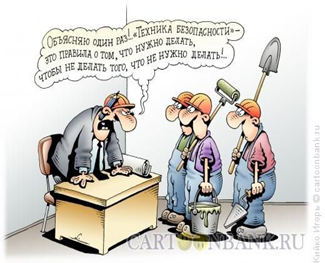 Объясняю один раз! «Техника безопасности» –
это правила о том, что нужно делать,
чтобы не делать того, что не нужно делать!
Кийко Игорь © cartoonbank.ru
CARTOONBANK.RU